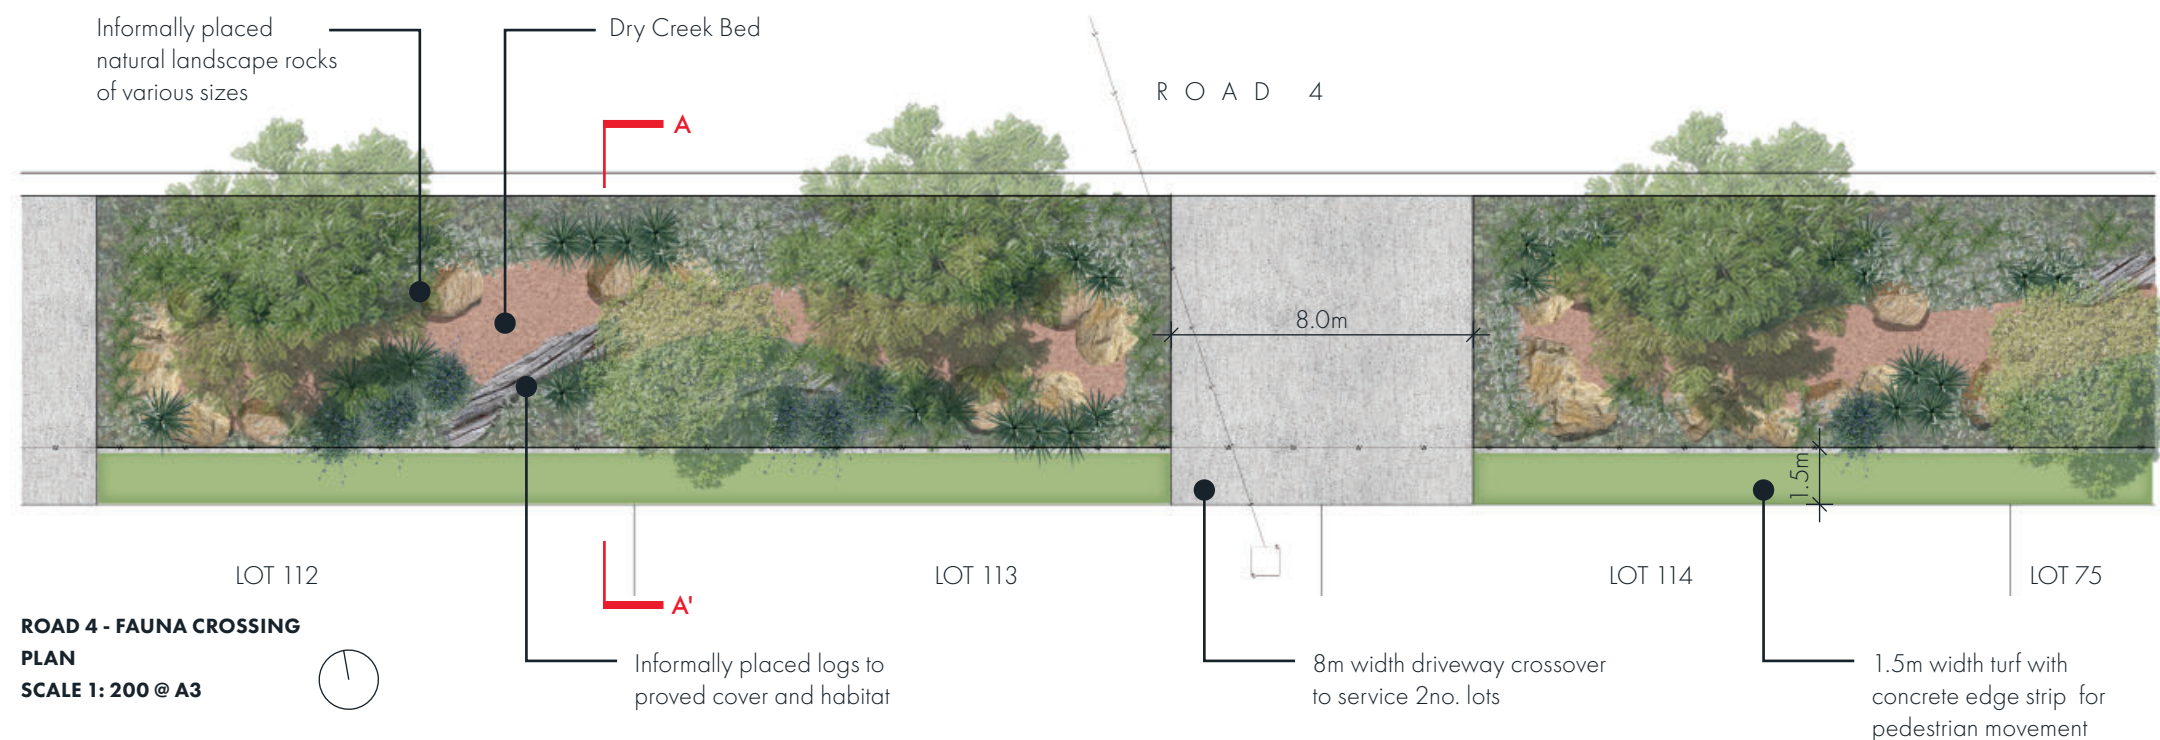 Informally placed
natural landscape rocks
of various sizes
Dry Creek Bed
ROAD 4
A
8.0m
1.5m
LOT 112
LOT 113
LOT 114
LOT 75
A'
ROAD 4 - FAUNA CROSSING
PLAN
SCALE 1: 200 @ A3
Informally placed logs to
proved cover and habitat
8m width driveway crossover
to service 2no. lots
1.5m width turf with
concrete edge strip for
pedestrian movement